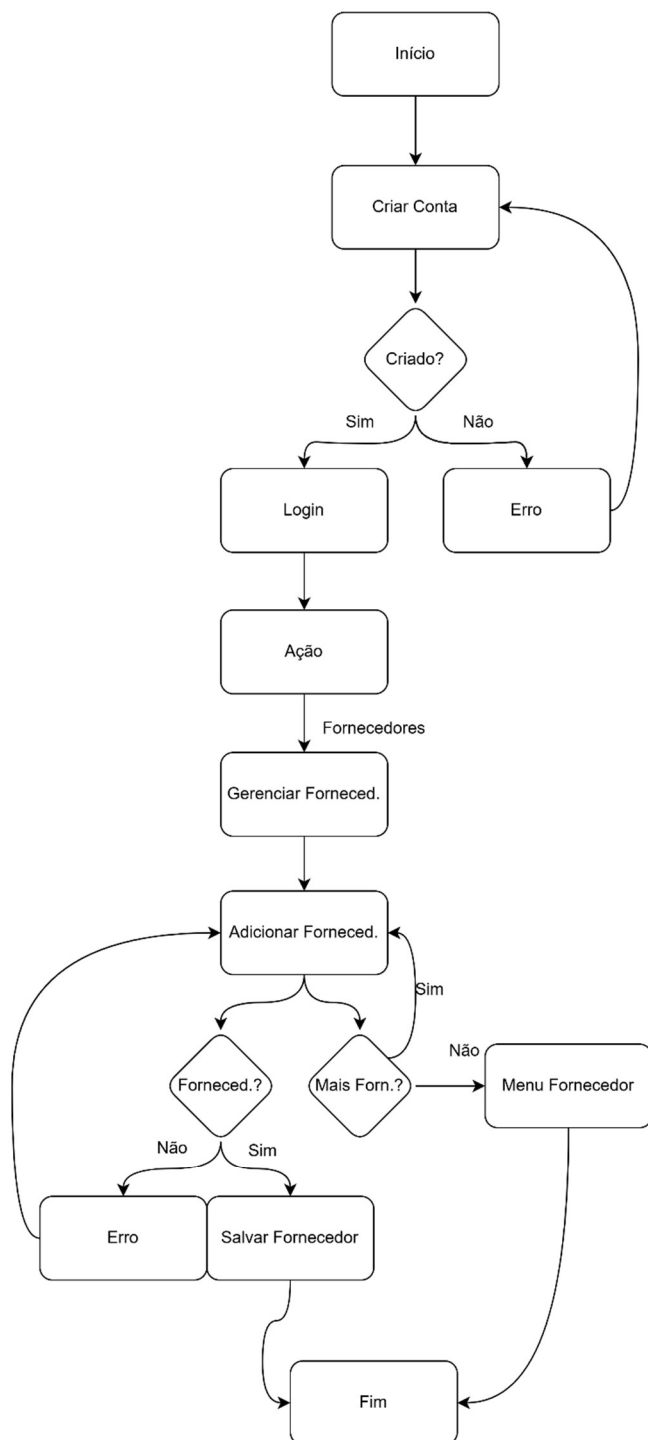 Início
Criar Conta
Criado?
Sim
Não
Login
Erro
Ação
Fornecedores
Gerenciar Forneced.
Adicionar Forneced.
Sim
Forneced.?
Mais Forn.?
Não
Menu Fornecedor
Não
Sim
Erro
Salvar Fornecedor
Fim